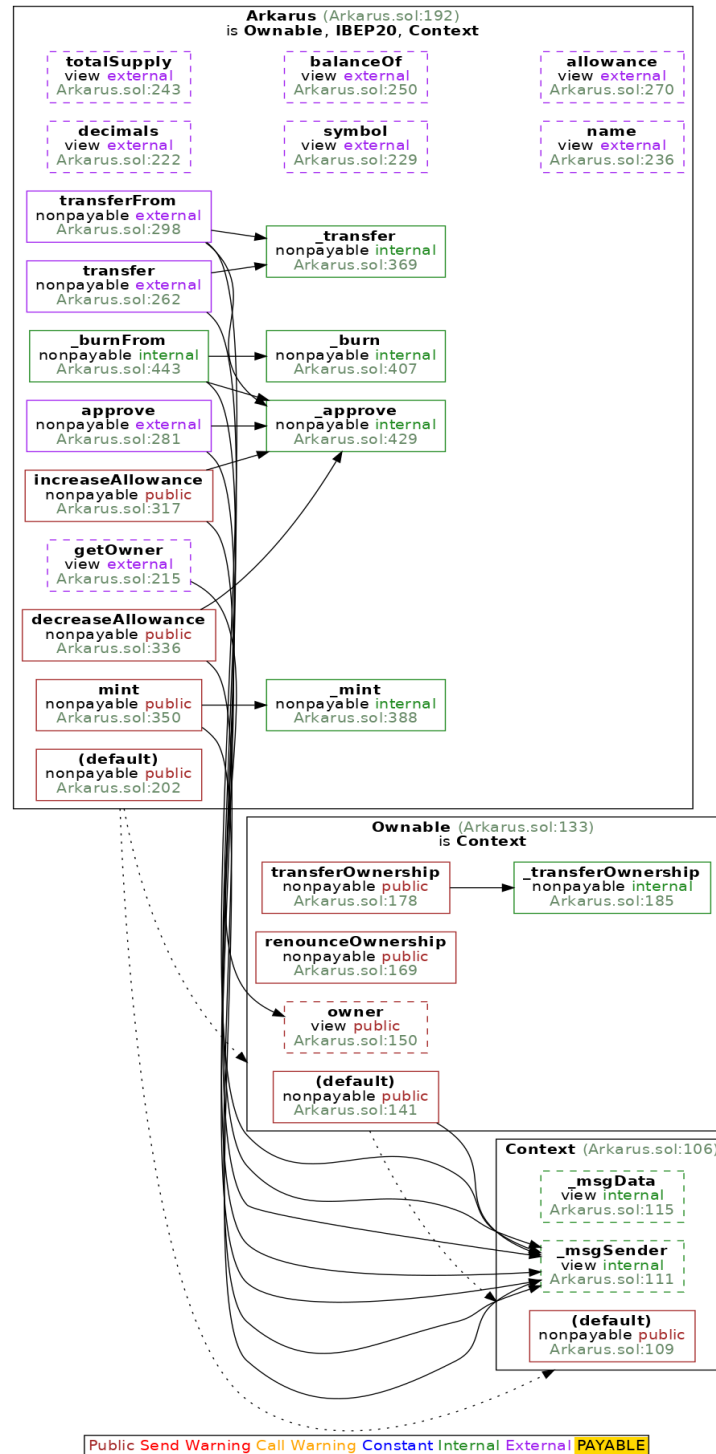 Arkarus (Arkarus.sol:192)
is Ownable, IBEP20, Context
totalSupply
view external
Arkarus.sol:243
balanceOf
view external
Arkarus.sol:250
allowance
view external
Arkarus.sol:270
decimals
view external
Arkarus.sol:222
symbol
view external
Arkarus.sol:229
name
view external
Arkarus.sol:236
transferFrom
nonpayable external
Arkarus.sol:298
_transfer
nonpayable internal
Arkarus.sol:369
transfer
nonpayable external
Arkarus.sol:262
_burnFrom
nonpayable internal
Arkarus.sol:443
_burn
nonpayable internal
Arkarus.sol:407
approve
nonpayable external
Arkarus.sol:281
_approve
nonpayable internal
Arkarus.sol:429
increaseAllowance
nonpayable public
Arkarus.sol:317
getOwner
view external
Arkarus.sol:215
decreaseAllowance
nonpayable public
Arkarus.sol:336
mint
nonpayable public
Arkarus.sol:350
_mint
nonpayable internal
Arkarus.sol:388
(default)
nonpayable public
Arkarus.sol:202
Ownable (Arkarus.sol:133)
is Context
transferOwnership
nonpayable public
Arkarus.sol:178
_transferOwnership
nonpayable internal
Arkarus.sol:185
renounceOwnership
nonpayable public
Arkarus.sol:169
owner
view public
Arkarus.sol:150
(default)
nonpayable public
Arkarus.sol:141
Context (Arkarus.sol:106)
_msgData
view internal
Arkarus.sol:115
_msgSender
view internal
Arkarus.sol:111
(default)
nonpayable public
Arkarus.sol:109
Public Send Warning Call Warning Constant Internal External PAYABLE